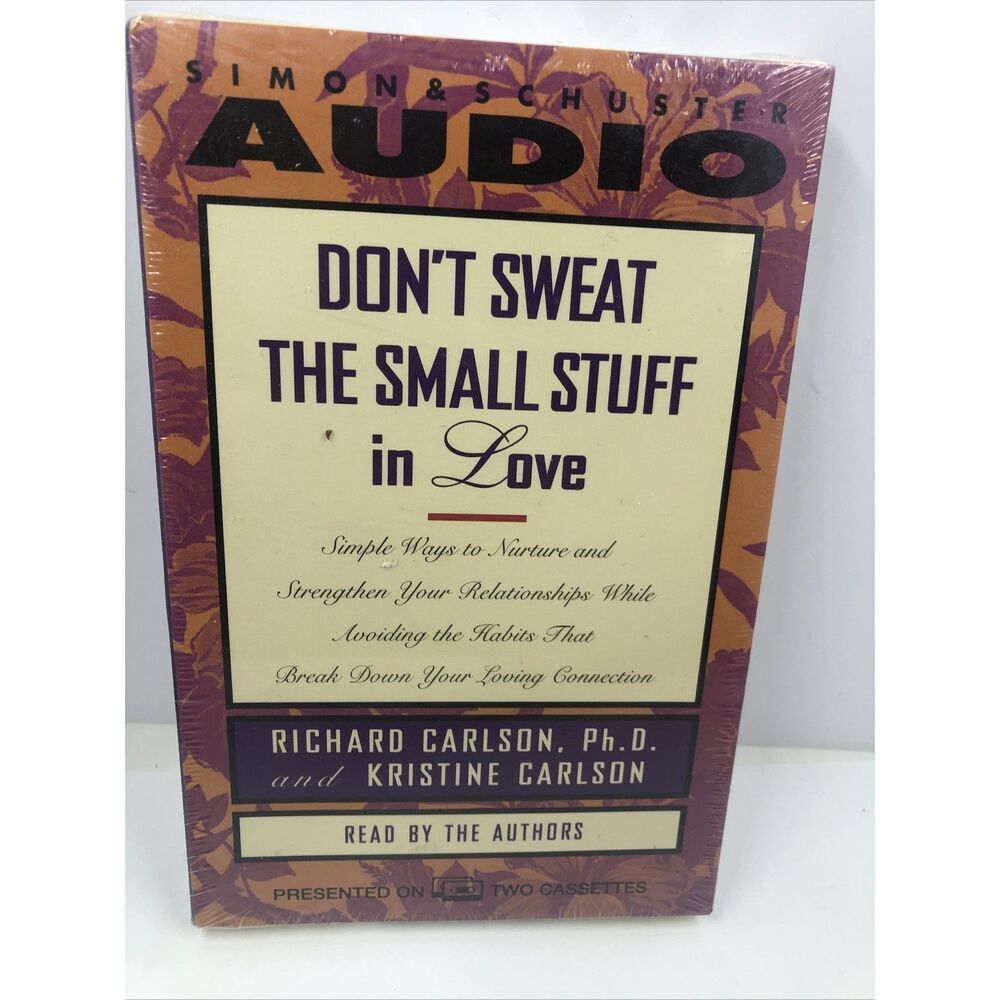 SIMON & SCHUSTER
AUDIO
DON'T SWEAT
THE SMALL STUFF
in Love
Simple Ways to Nurture and
Strengthen Your Relationships While
Avoiding the Habits That
Break Down Your Loving Connection
RICHARD CARLSON, Ph.D.
and KRISTINE CARLSON
READ BY THE AUTHORS
PRESENTED ON TWO CASSETTES